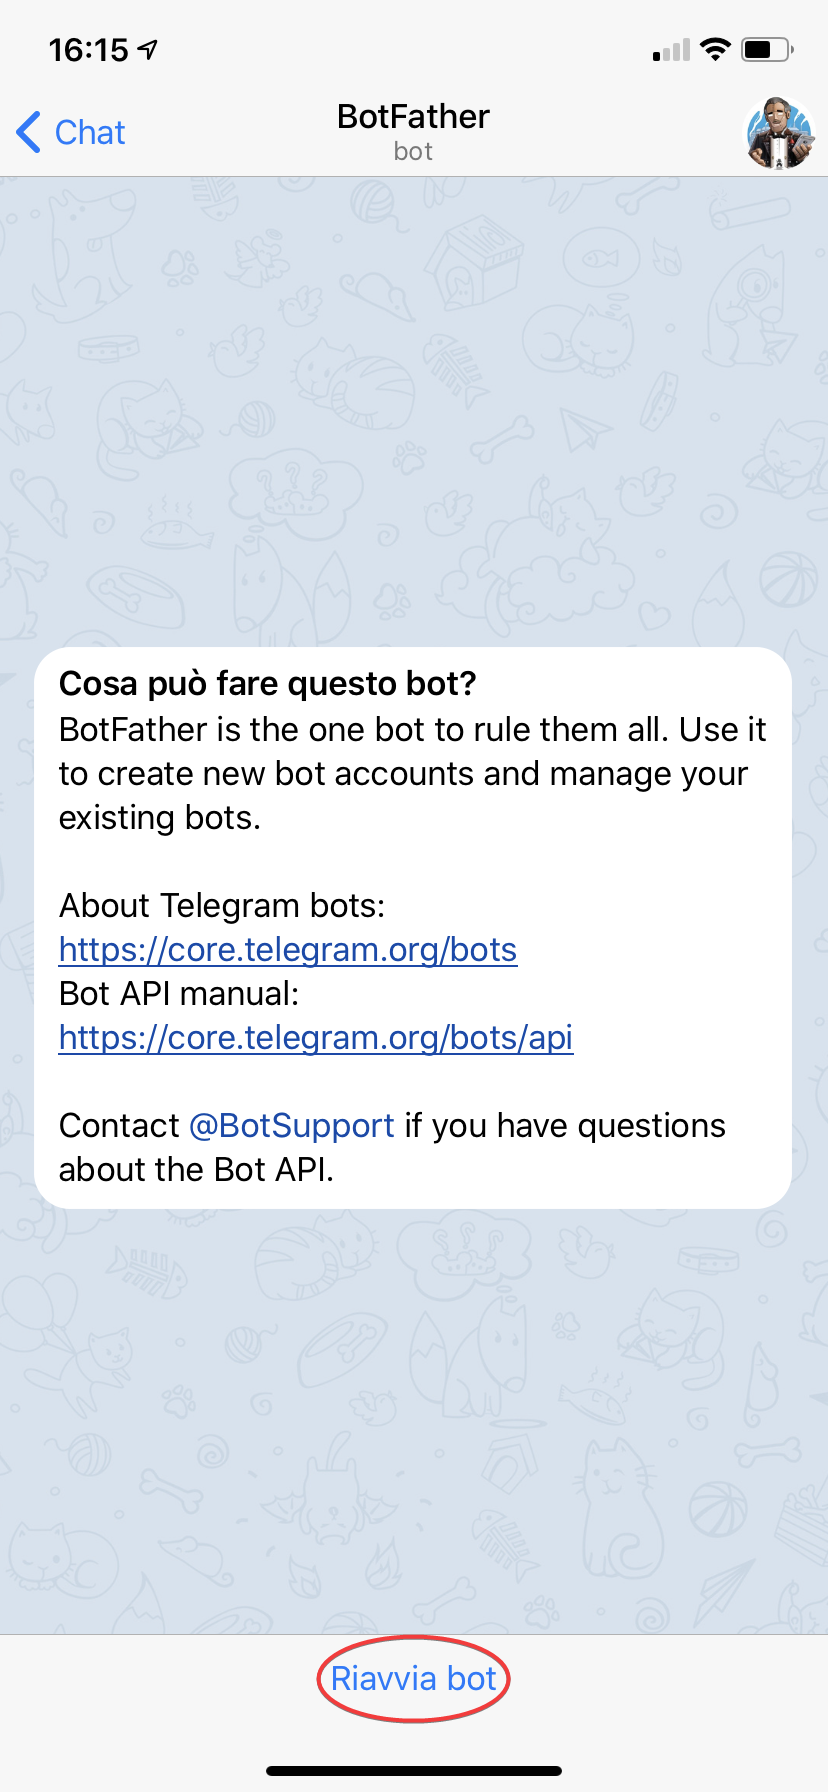 16:15
Chat
BotFather
bot
Cosa può fare questo bot?
BotFather is the one bot to rule them all. Use it
to create new bot accounts and manage your
existing bots.
About Telegram bots:
https://core.telegram.org/bots
Bot API manual:
https://core.telegram.org/bots/api
Contact @BotSupport if you have questions
about the Bot API.
Riavvia bot